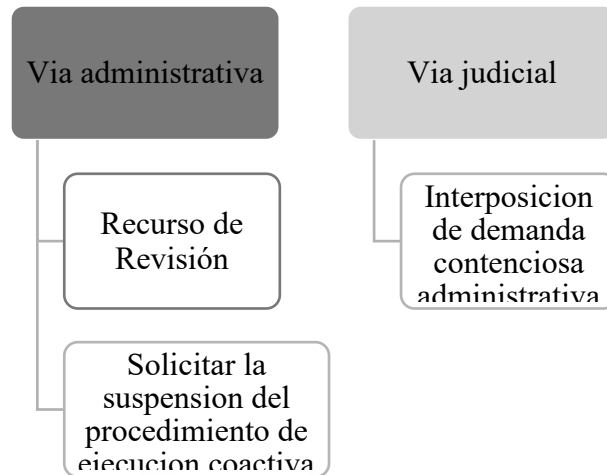 Via administrativa
Recurso de
Revisión
Solicitar la
suspension del
procedimiento de
ejecucion coactiva
Via judicial
Interposicion
de demanda
contenciosa
administrativa